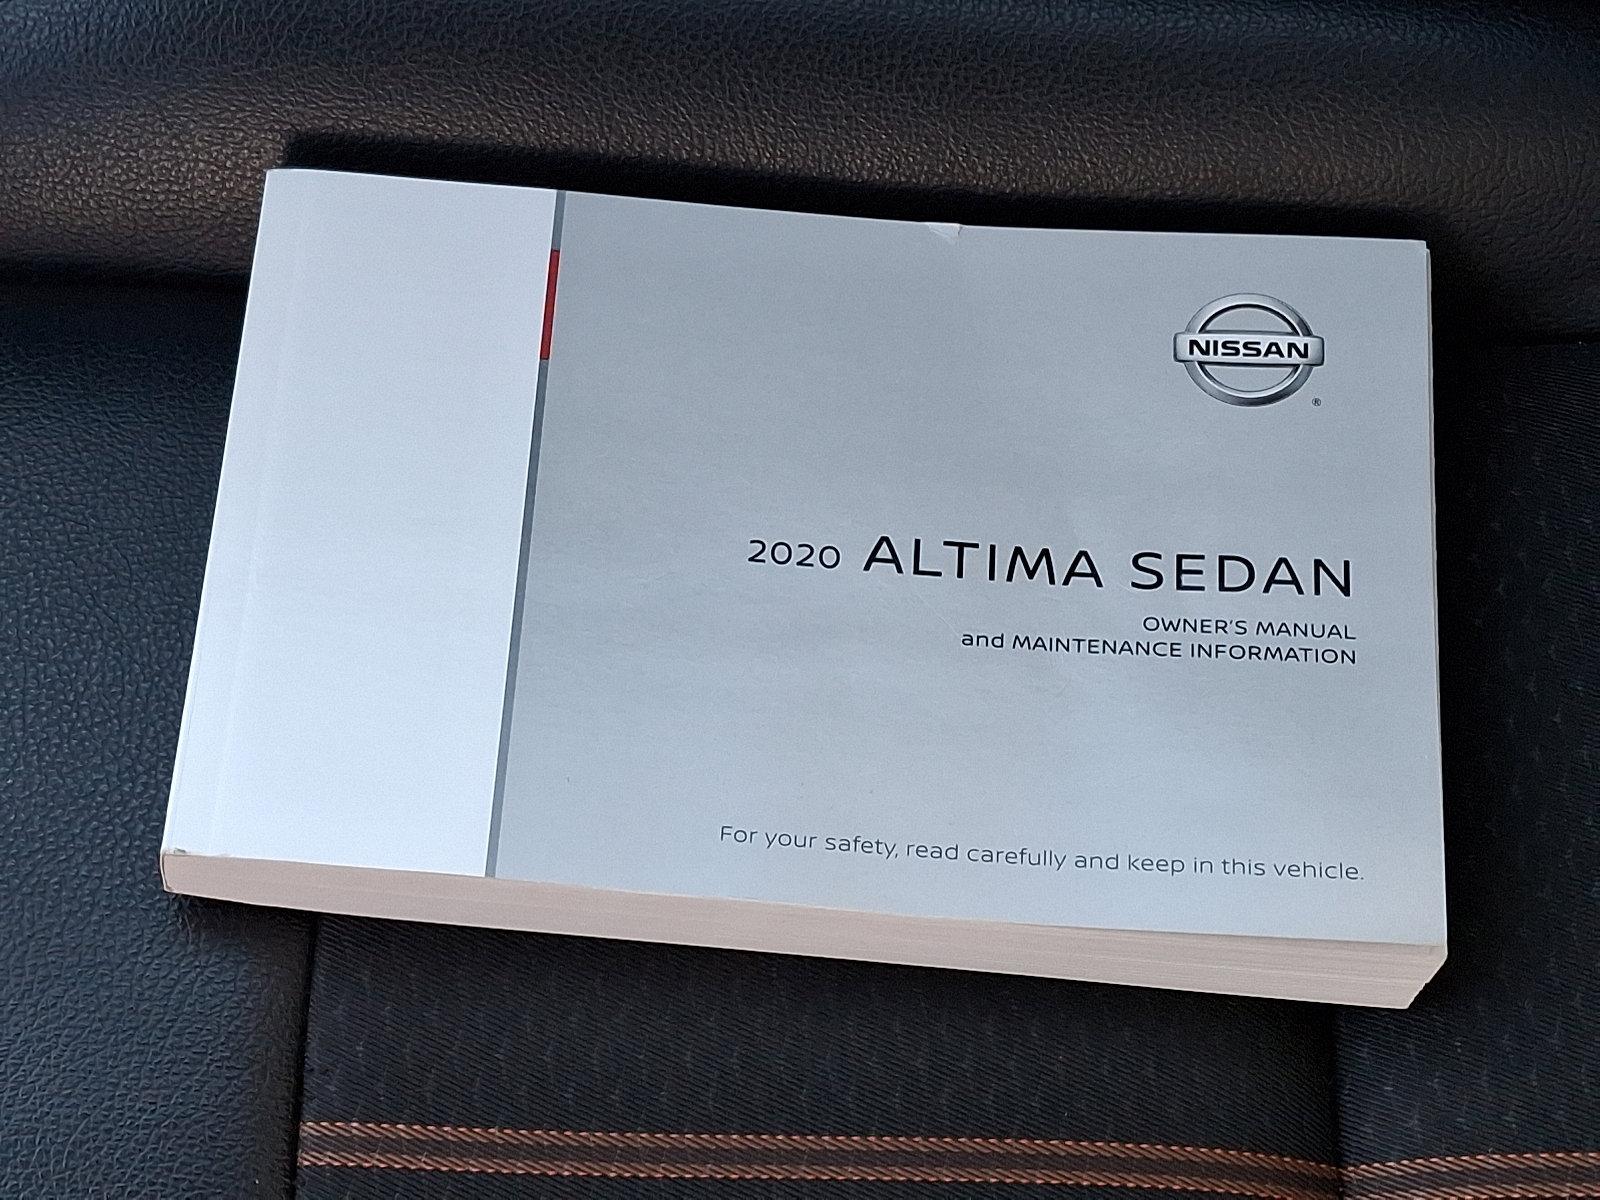 NISSAN
®
2020 ALTIMA SEDAN
OWNER'S MANUAL
and MAINTENANCE INFORMATION
For your safety, read carefully and keep in this vehicle.